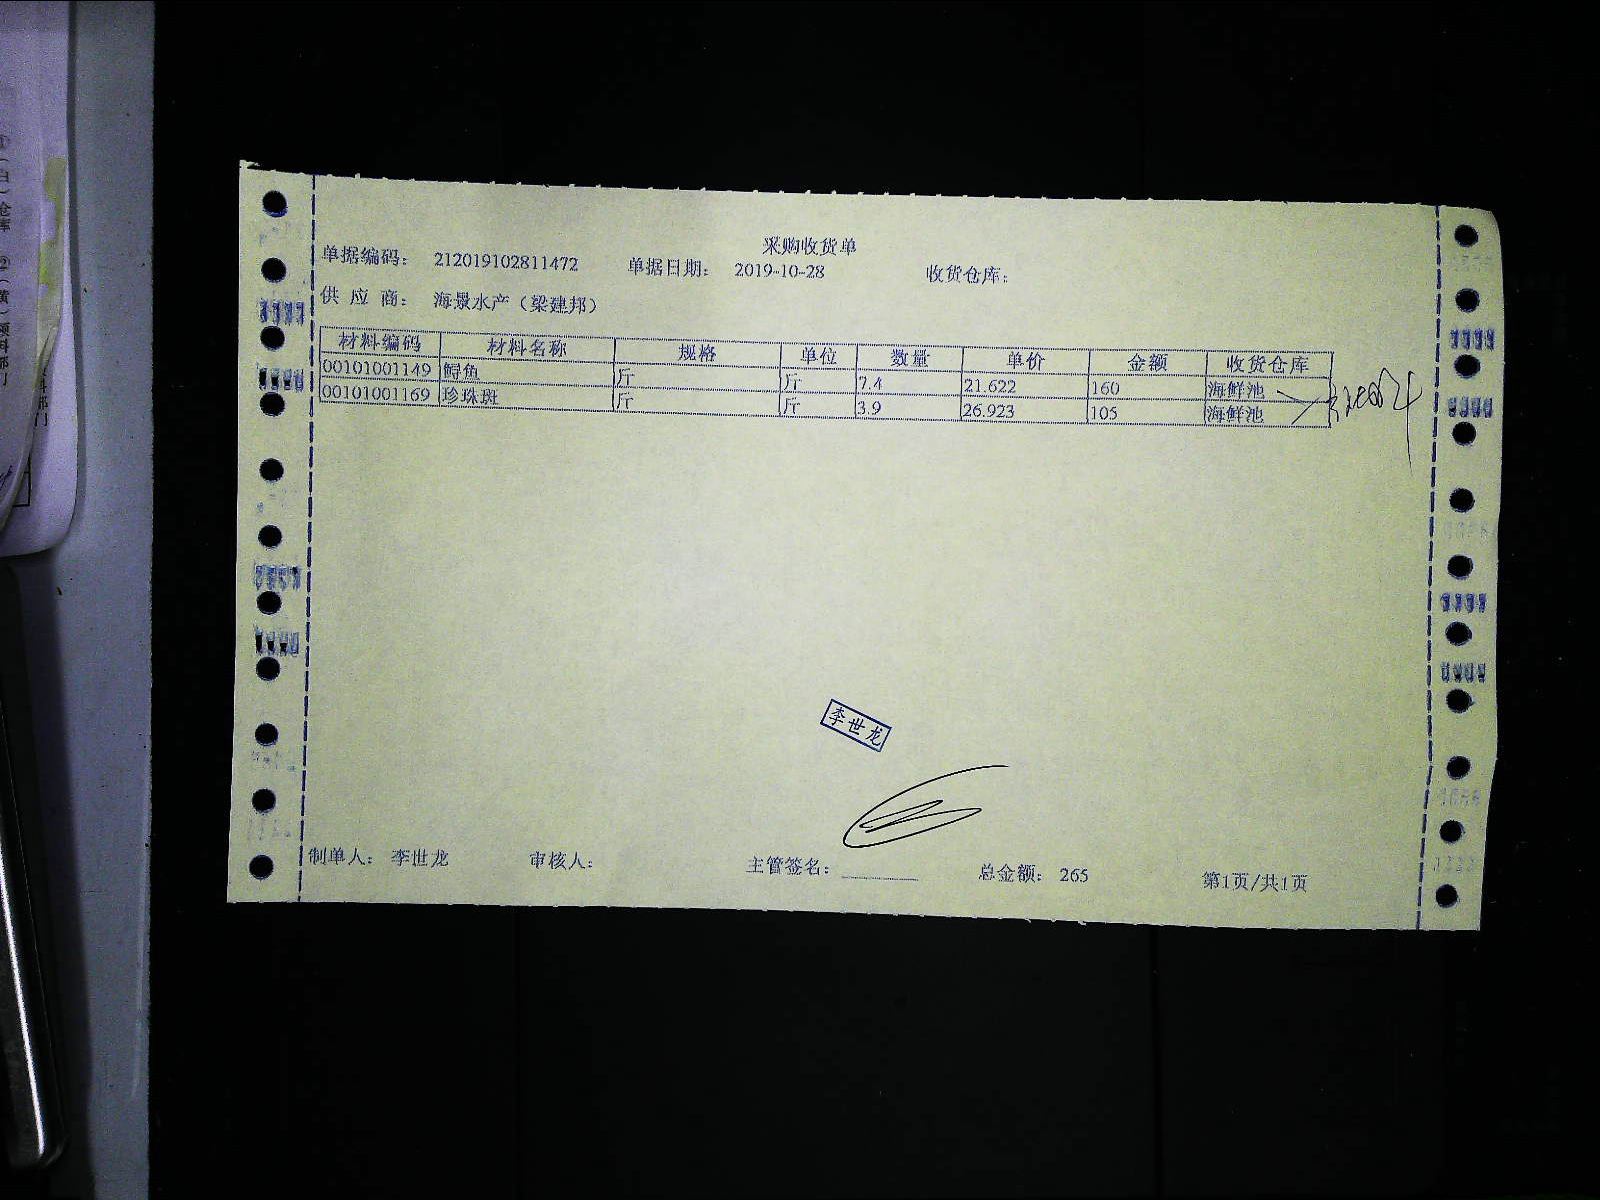 采购收货单
单据编码： 212019102811472 单据日期： 2019-10-28 收货仓库：
供 应 商： 海景水产（梁建邦）
材料编码 材料名称 规格 单位 数量 单价 金额 收货仓库
00101001149 鲟鱼 斤 斤 7.4 21.622 160 海鲜池
00101001169 珍珠斑 斤 斤 3.9 26.923 105 海鲜池
李世龙
制单人： 李世龙 审核人： 主管签名： 总金额： 265 第1页/共1页